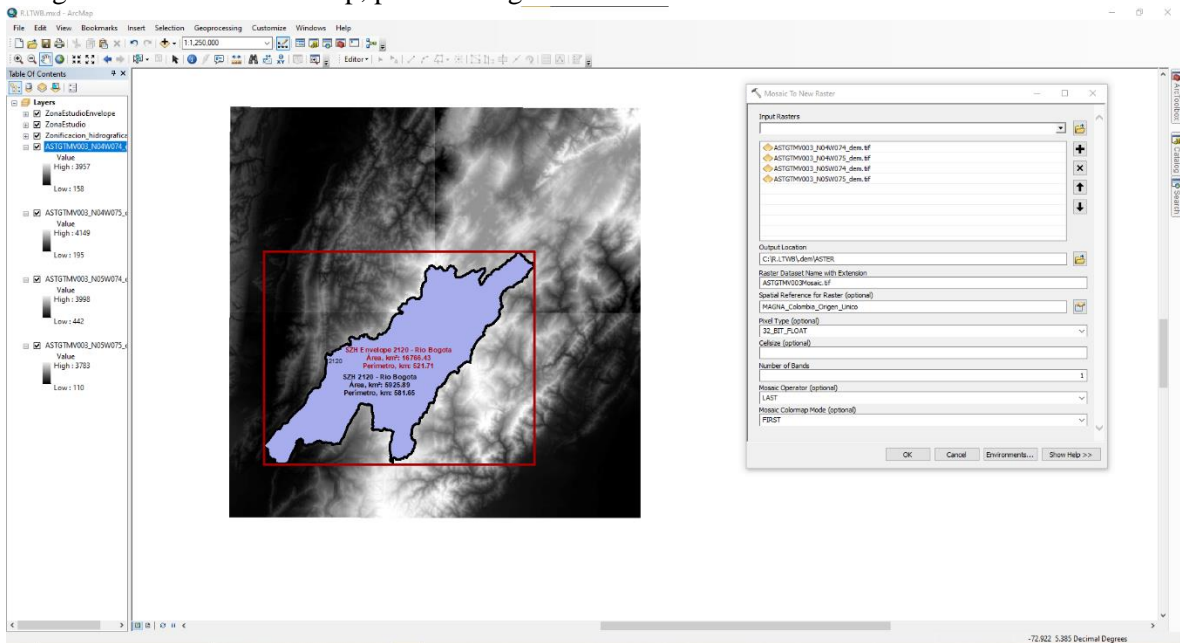 R.LTWB.mxd - ArcMap
File Edit View Bookmarks Insert Selection Geoprocessing Customize Windows Help
1:1,250,000
Editor
Table Of Contents
Layers
ZonaEstudioEnvelope
ZonaEstudio
Zonificacion_hidrografica
ASTGTMV003_N04W074_
Value
High : 3957
Low : 158
ASTGTMV003_N04W075_
Value
High : 4149
Low : 195
ASTGTMV003_N05W074_
Value
High : 3998
Low : 442
ASTGTMV003_N05W075_
Value
High : 3783
Low : 110
2120
SZH Envelope 2120 - Rio Bogota
Área, km²: 16766.43
Perímetro, km: 521.71
SZH 2120 - Rio Bogota
Área, km²: 5925.89
Perimetro, km: 581.65
Mosaic To New Raster
Input Rasters
ASTGTMV003_N04W074_dem.tif
ASTGTMV003_N04W075_dem.tif
ASTGTMV003_N05W074_dem.tif
ASTGTMV003_N05W075_dem.tif
Output Location
C:\R.LTWB\.dem\ASTER
Raster Dataset Name with Extension
ASTGTMV003Mosaic.tif
Spatial Reference for Raster (optional)
MAGNA_Colombia_Origen_Unico
Pixel Type (optional)
32_BIT_FLOAT
Cellsize (optional)
Number of Bands
1
Mosaic Operator (optional)
LAST
Mosaic Colormap Mode (optional)
FIRST
OK Cancel Environments... Show Help >>
ArcToolbox
Catalog
Search
-72.922 5.385 Decimal Degrees